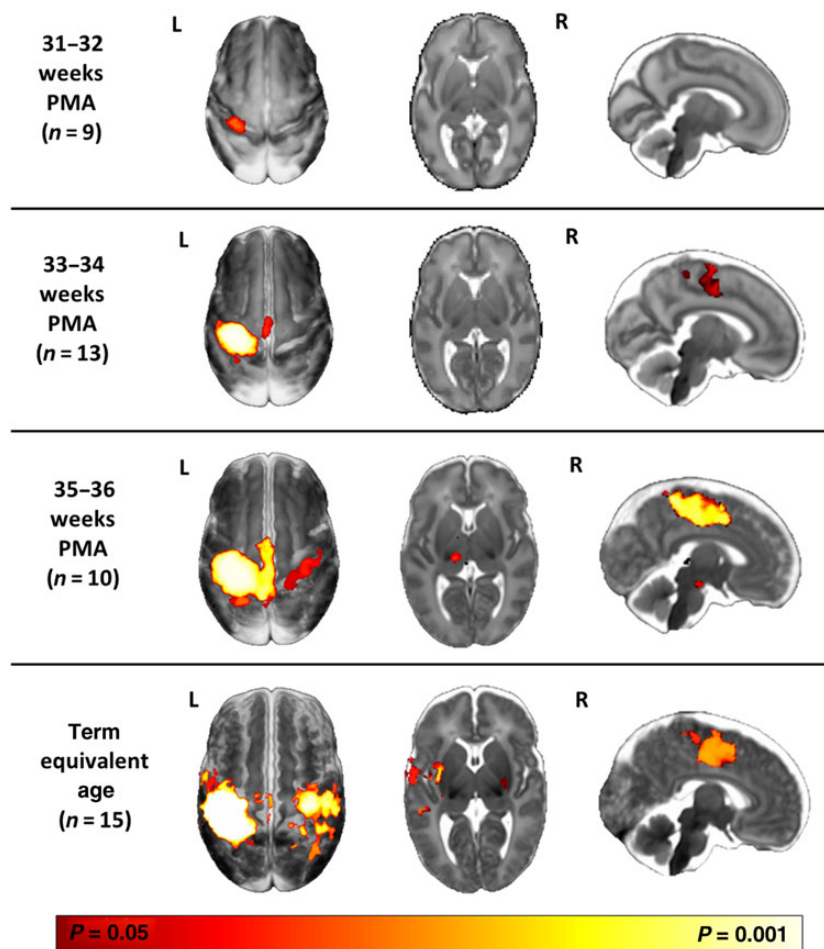 L
R
31–32
weeks
PMA
(n = 9)
L
R
33–34
weeks
PMA
(n = 13)
L
R
35–36
weeks
PMA
(n = 10)
L
R
Term
equivalent
age
(n = 15)
P = 0.05
P = 0.001